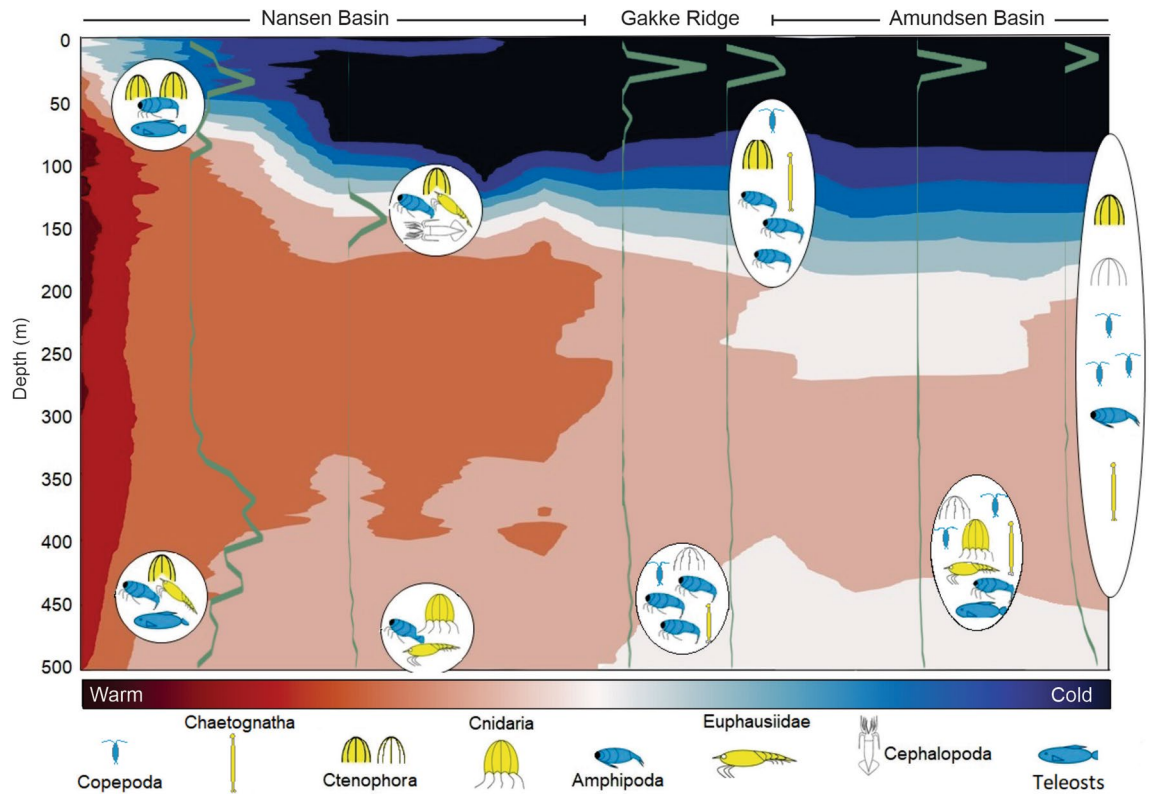 Nansen Basin
Gakke Ridge
Amundsen Basin
Depth (m)
0
50
100
150
200
250
300
350
400
450
500
Warm
Cold
Copepoda
Chaetognatha
Ctenophora
Cnidaria
Amphipoda
Euphausiidae
Cephalopoda
Teleosts